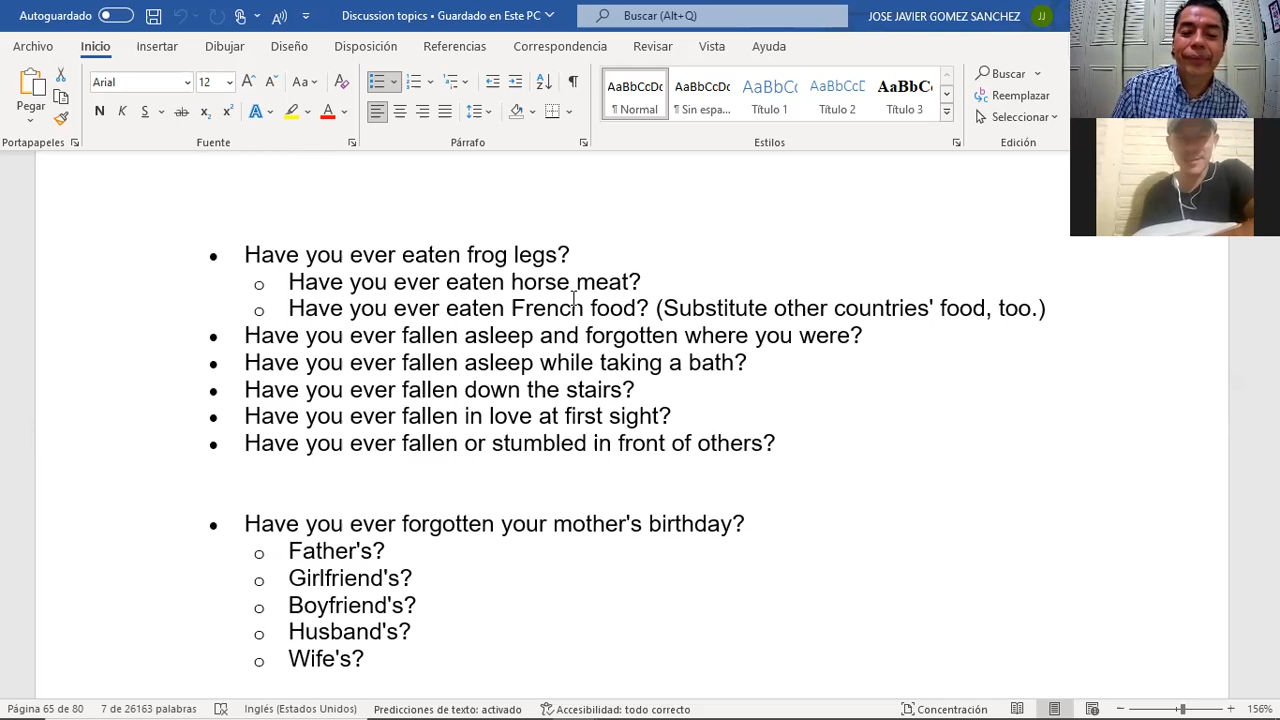 Autoguardado
Discussion topics • Guardado en Este PC
Buscar (Alt+Q)
JOSE JAVIER GOMEZ SANCHEZ
JJ
Archivo Inicio Insertar Dibujar Diseño Disposición Referencias Correspondencia Revisar Vista Ayuda
Pegar
Arial 12
Aa
N K S ab x₂ x² A A
AaBbCcDc AaBbCcDc AaBbCc AaBbCcD AaBbC
¶ Normal ¶ Sin espa... Título 1 Título 2 Título 3
Buscar
Reemplazar
Seleccionar
Portapapeles Fuente Párrafo Estilos Edición
• Have you ever eaten frog legs?
o Have you ever eaten horse meat?
o Have you ever eaten French food? (Substitute other countries' food, too.)
• Have you ever fallen asleep and forgotten where you were?
• Have you ever fallen asleep while taking a bath?
• Have you ever fallen down the stairs?
• Have you ever fallen in love at first sight?
• Have you ever fallen or stumbled in front of others?
• Have you ever forgotten your mother's birthday?
o Father's?
o Girlfriend's?
o Boyfriend's?
o Husband's?
o Wife's?
Página 65 de 80 7 de 26163 palabras Inglés (Estados Unidos) Predicciones de texto: activado Accesibilidad: todo correcto Concentración 156%